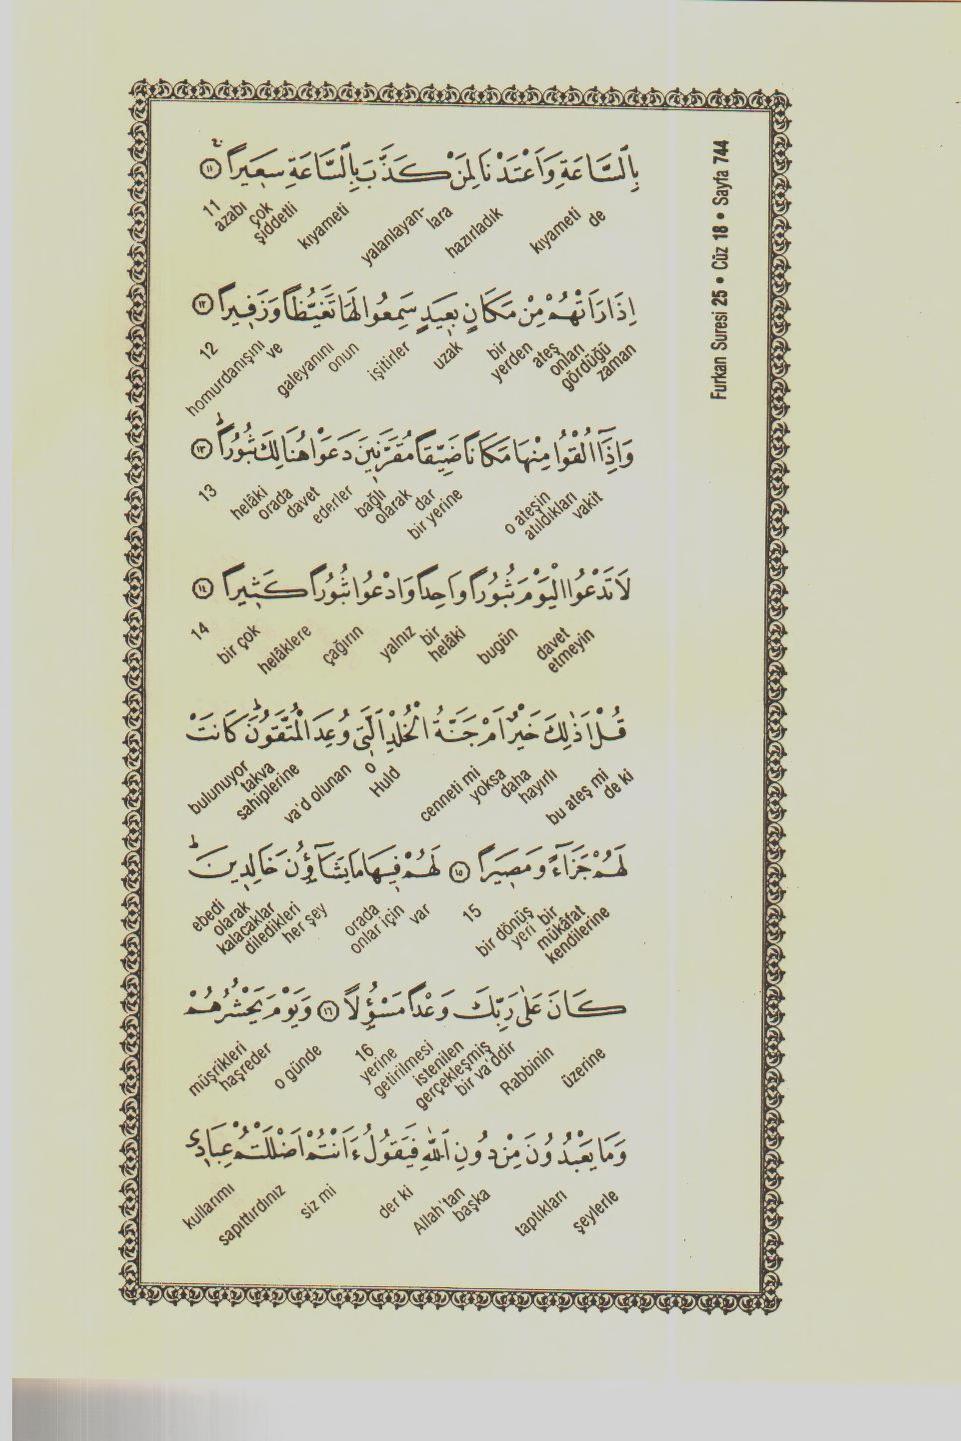 Furkan Suresi 25 • Cüz 18 • Sayfa 744
بِالسَّاعَةِ وَاَعْتَدْنَا لِمَنْ كَذَّبَ بِالسَّاعَةِ سَعِيرًا ﴿١١﴾
de kıyameti hazırladık yalanlayan-lara kıyameti çok şiddetli azabı 11
اِذَا رَاَتْهُمْ مِنْ مَكَانٍ بَعِيدٍ سَمِعُوا لَهَا تَغَيُّظًا وَزَفِيرًا ﴿١٢﴾
zaman gördüğü onları ateş yerden bir uzak işitirler onun galeyanını ve homurdanışını 12
وَاِذَٓا اُلْقُوا مِنْهَا مَكَانًا ضَيِّقًا مُقَرَّنِينَ دَعَوْا هُنَالِكَ ثُبُورًا ﴿١٣﴾
vakit atıldıkları o ateşin bir yerine dar olarak bağlı ederler davet orada helâki 13
لَا تَدْعُوا الْيَوْمَ ثُبُورًا وَاحِدًا وَادْعُوا ثُبُورًا كَثِيرًا ﴿١٤﴾
davet etmeyin bugün bir helâki yalnız çağırın helâklere bir çok 14
قُلْ اَذٰلِكَ خَيْرٌ اَمْ جَنَّةُ الْخُلْدِ الَّتِي وُعِدَ الْمُتَّقُونَ كَانَتْ
de ki bu ateş mi hayırlı daha yoksa cenneti mi Huld o va'd olunan takva sahiplerine bulunuyor
لَهُمْ جَزَٓاءً وَمَصِيرًا ﴿١٥﴾ لَهُمْ فِيهَا مَا يَشَٓاؤُنَ خَالِدِينَ
kendilerine mükâfat yeri bir bir dönüş 15 var onlar için orada her şey diledikleri kalacaklar olarak ebedi
كَانَ عَلٰى رَبِّكَ وَعْدًا مَسْؤُلًا ﴿١٦﴾ وَيَوْمَ يَحْشُرُهُمْ
üzerine Rabbinin bir va'ddir gerçekleşmiş istenilen getirilmesi yerine 16 o günde haşreder müşrikleri
وَمَا يَعْبُدُونَ مِنْ دُونِ اللّٰهِ فَيَقُولُ ءَاَنْتُمْ اَضْلَلْتُمْ عِبَادِي
şeylerle taptıkları başka Allah'tan der ki siz mi sapıttırdınız kullarımı